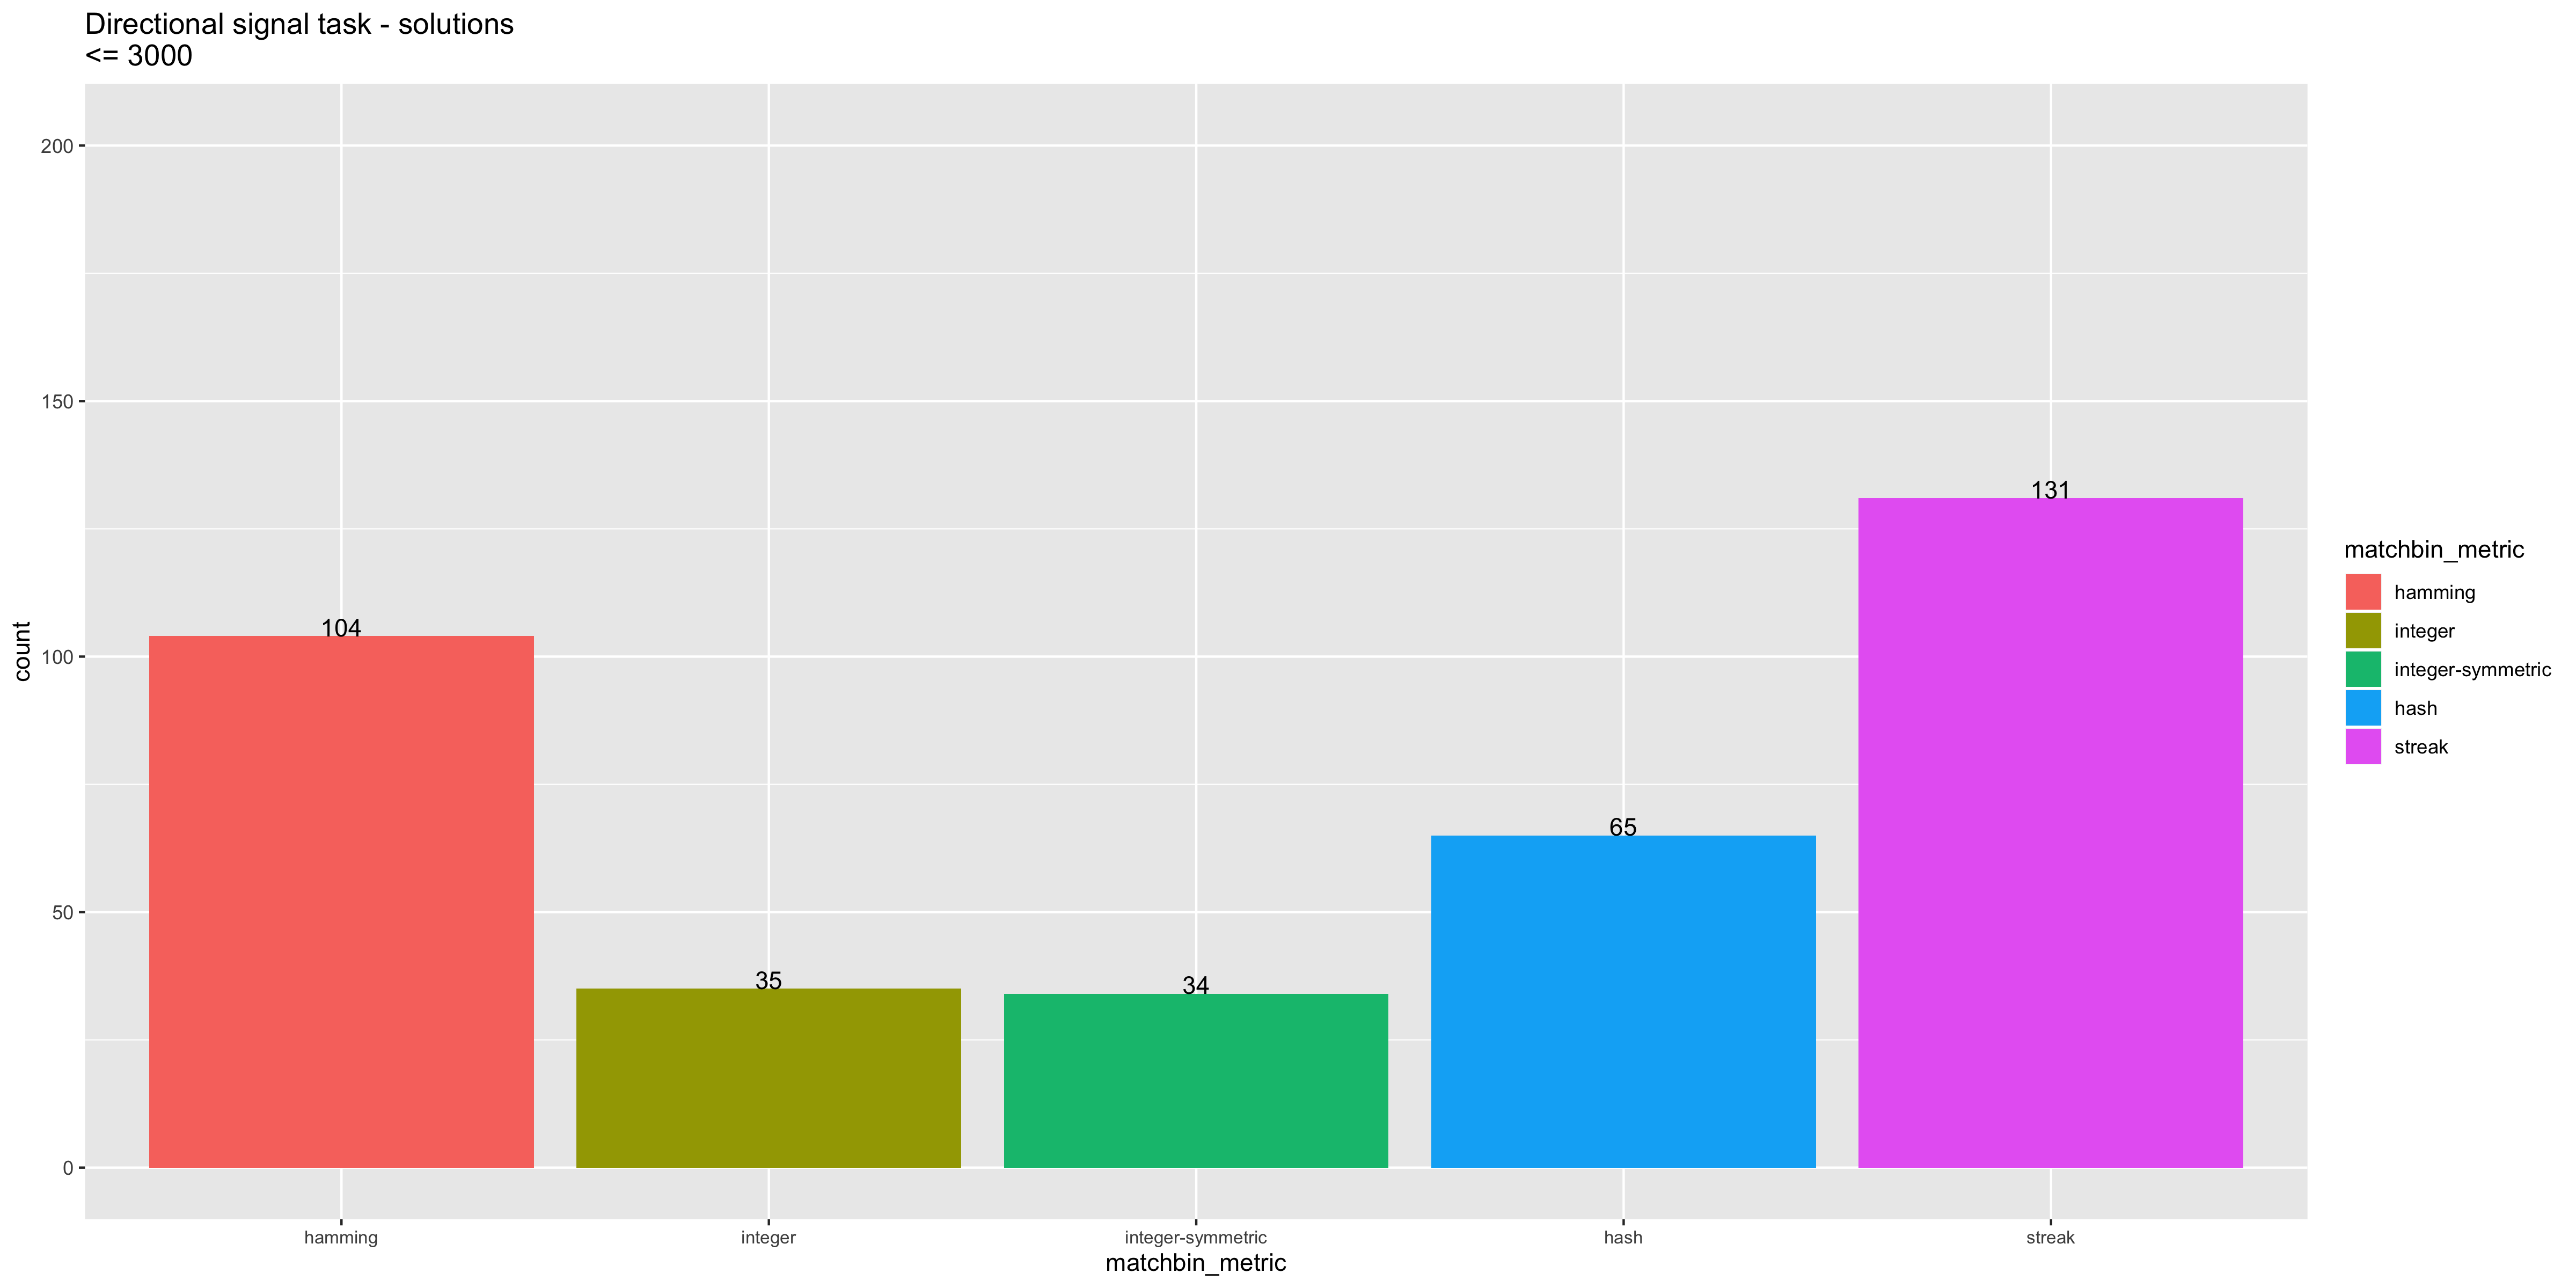 Directional signal task - solutions
<= 3000
count
200
150
100
50
0
104
35
34
65
131
hamming
integer
integer-symmetric
hash
streak
matchbin_metric
matchbin_metric
hamming
integer
integer-symmetric
hash
streak